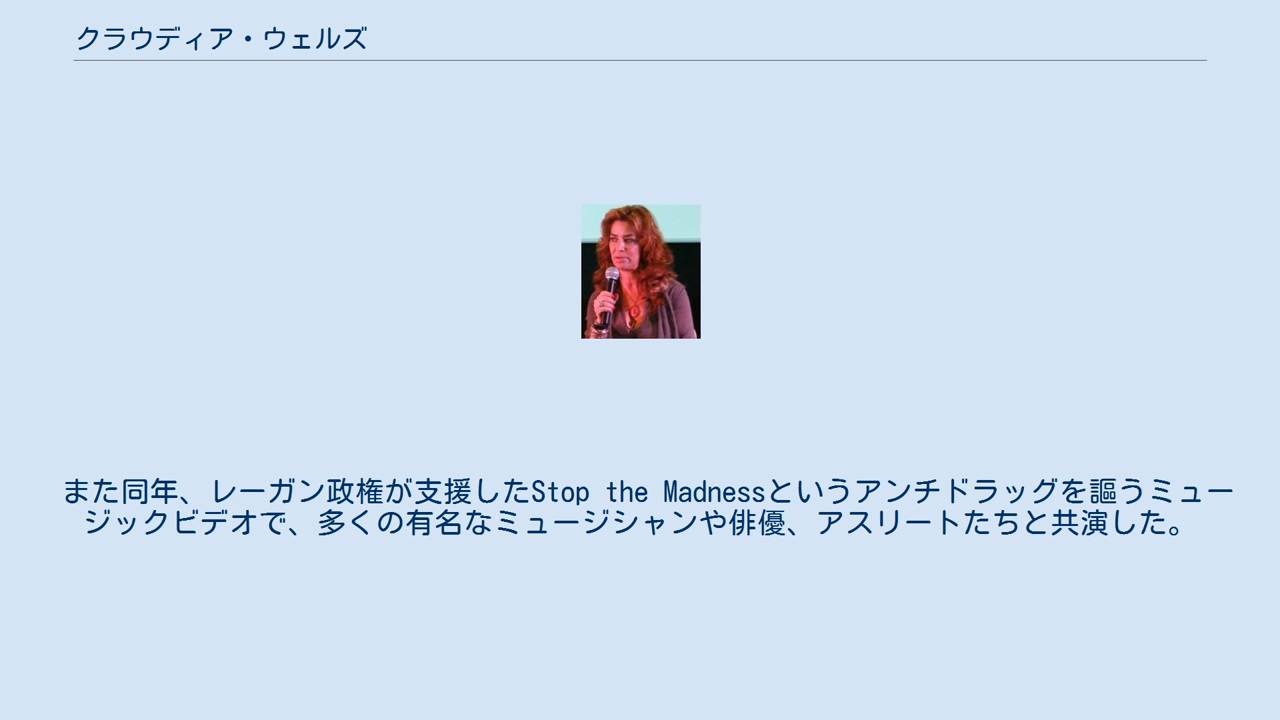 クラウディア・ウェルズ
また同年、レーガン政権が支援したStop the Madnessというアンチドラッグを謳うミュー
ジックビデオで、多くの有名なミュージシャンや俳優、アスリートたちと共演した。